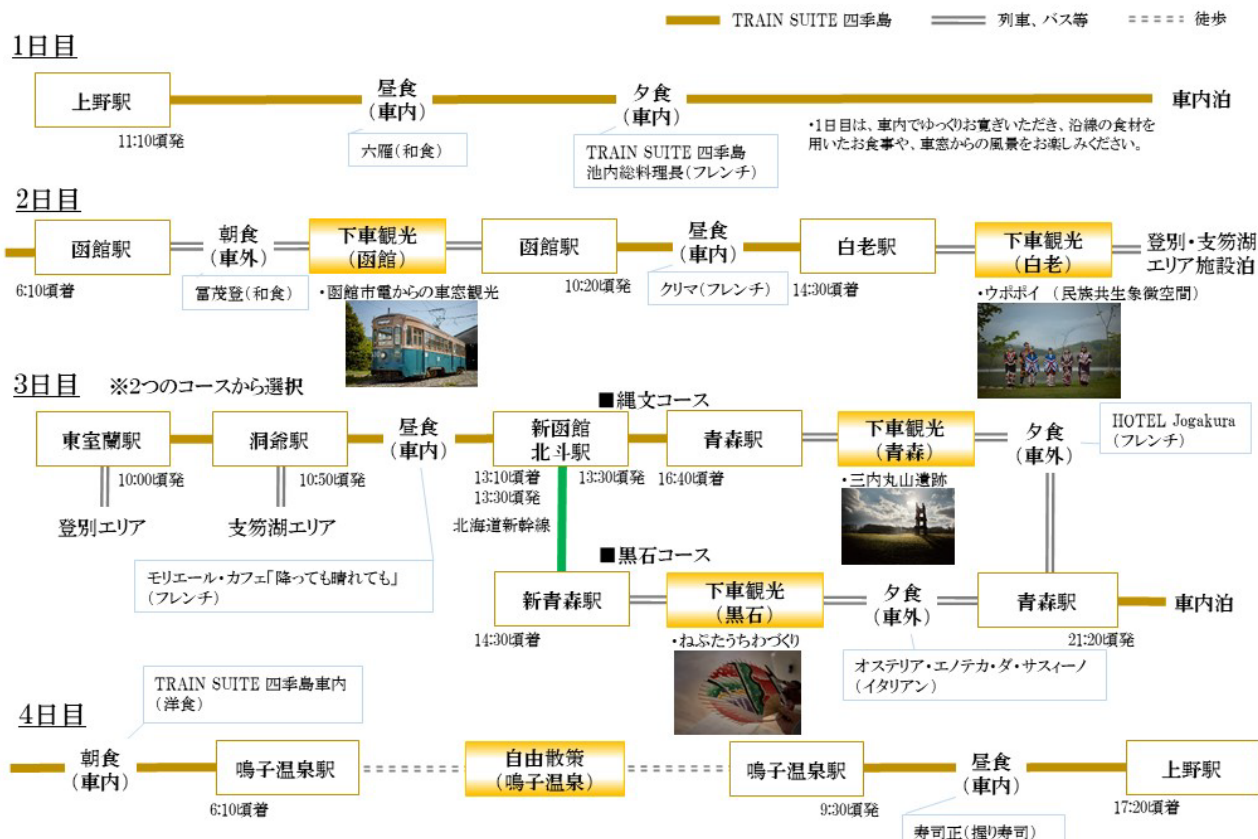 TRAIN SUITE 四季島
列車、バス等
徒歩
1日目
上野駅
11:10頃発
昼食
(車内)
六雁(和食)
夕食
(車内)
TRAIN SUITE 四季島
池内総料理長(フレンチ)
車内泊
・1日目は、車内でゆっくりお寛ぎいただき、沿線の食材を
用いたお食事や、車窓からの風景をお楽しみください。
2日目
函館駅
6:10頃着
朝食
(車外)
冨茂登(和食)
下車観光
(函館)
・函館市電からの車窓観光
函館駅
10:20頃発
昼食
(車内)
クリマ(フレンチ)
白老駅
14:30頃着
下車観光
(白老)
・ウポポイ (民族共生象徴空間)
登別・支笏湖
エリア施設泊
3日目
※2つのコースから選択
東室蘭駅
10:00頃発
登別エリア
洞爺駅
10:50頃発
支笏湖エリア
昼食
(車内)
モリエール・カフェ「降っても晴れても」
(フレンチ)
新函館
北斗駅
13:10頃着
13:30頃発
13:30頃発
北海道新幹線
■縄文コース
青森駅
16:40頃着
下車観光
(青森)
・三内丸山遺跡
夕食
(車外)
HOTEL Jogakura
(フレンチ)
■黒石コース
新青森駅
14:30頃着
下車観光
(黒石)
・ねぷたうちわづくり
夕食
(車外)
オステリア・エノテカ・ダ・サスィーノ
(イタリアン)
青森駅
21:20頃発
車内泊
4日目
朝食
(車内)
TRAIN SUITE 四季島車内
(洋食)
鳴子温泉駅
6:10頃着
自由散策
(鳴子温泉)
鳴子温泉駅
9:30頃発
昼食
(車内)
寿司正(握り寿司)
上野駅
17:20頃着